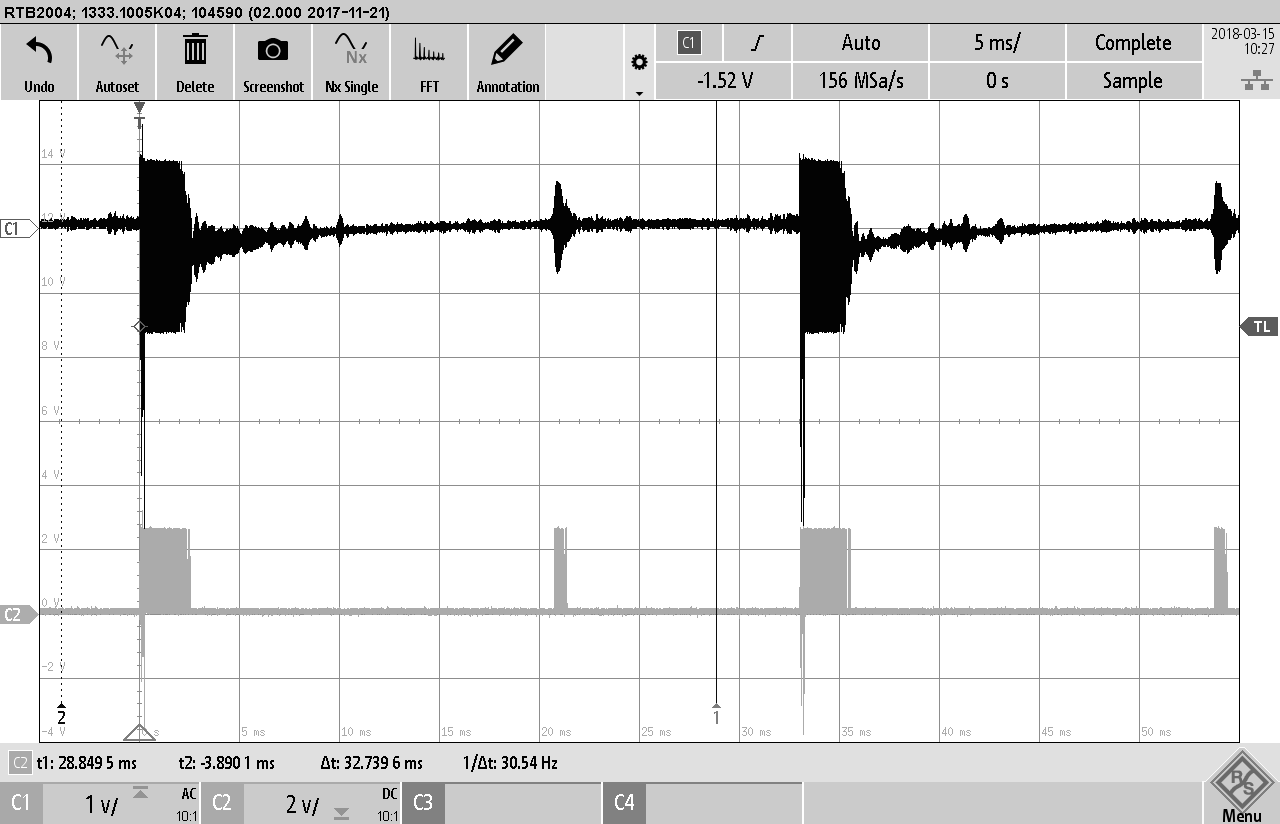 RTB2004; 1333.1005K04; 104590 (02.000 2017-11-21)
Undo
Autoset
Delete
Screenshot
Nx
Nx Single
FFT
Annotation
C1
Auto
5 ms/
Complete
-1.52 V
156 MSa/s
0 s
Sample
2018-03-15
10:27
T
14 V
12 V
C1
10 V
TL
8 V
6 V
4 V
2 V
0 V
C2
-2 V
2
1
-4 V
0 s
5 ms
10 ms
15 ms
20 ms
25 ms
30 ms
35 ms
40 ms
45 ms
50 ms
C2 t1: 28.849 5 ms t2: -3.890 1 ms Δt: 32.739 6 ms 1/Δt: 30.54 Hz
C1 1 V/ AC 10:1
C2 2 V/ DC 10:1
C3
C4
R S
Menu